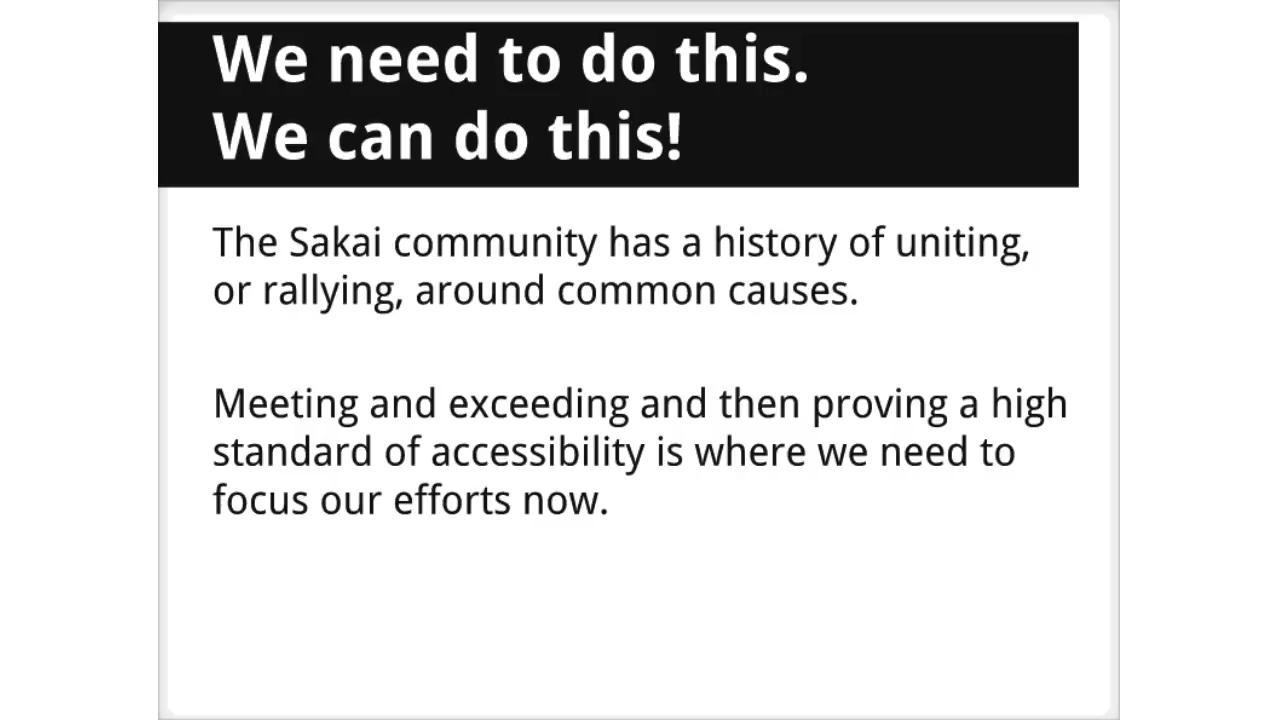 We need to do this.
We can do this!
The Sakai community has a history of uniting,
or rallying, around common causes.
Meeting and exceeding and then proving a high
standard of accessibility is where we need to
focus our efforts now.